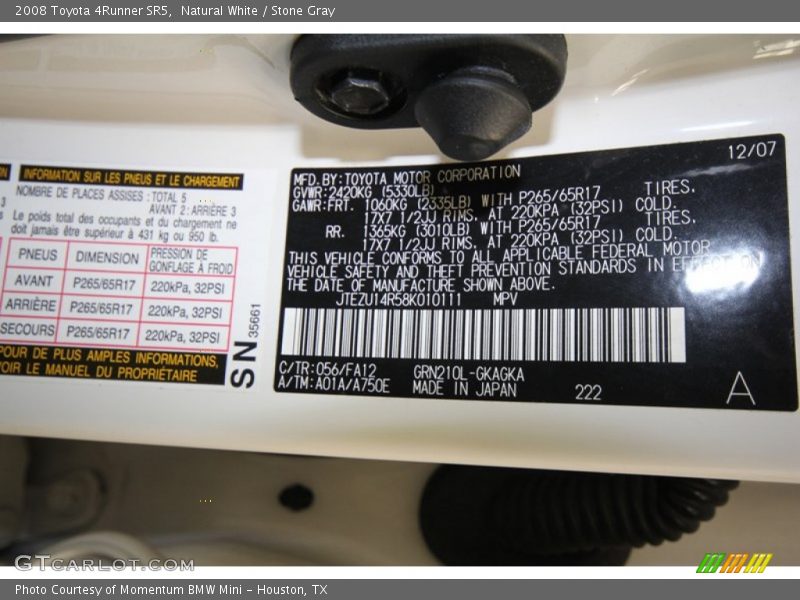 2008 Toyota 4Runner SR5, Natural White / Stone Gray
INFORMATION SUR LES PNEUS ET LE CHARGEMENT
NOMBRE DE PLACES ASSISES : TOTAL 5
AVANT 2: ARRIÈRE 3
Le poids total des occupants et du chargement ne
doit jamais être supérieur à 431 kg ou 950 lb.
PNEUS DIMENSION PRESSION DE GONFLAGE À FROID
AVANT P265/65R17 220kPa, 32PSI
ARRIÈRE P265/65R17 220kPa, 32PSI
SECOURS P265/65R17 220kPa, 32PSI
POUR DE PLUS AMPLES INFORMATIONS,
VOIR LE MANUEL DU PROPRIÉTAIRE
SN 35661
12/07
MFD. BY: TOYOTA MOTOR CORPORATION
GVWR: 2420KG (5330LB)
GAWR: FRT. 1060KG (2335LB) WITH P265/65R17 TIRES.
17X7 1/2JJ RIMS. AT 220KPA (32PSI) COLD.
RR. 1365KG (3010LB) WITH P265/65R17 TIRES.
17X7 1/2JJ RIMS. AT 220KPA (32PSI) COLD.
THIS VEHICLE CONFORMS TO ALL APPLICABLE FEDERAL MOTOR
VEHICLE SAFETY AND THEFT PREVENTION STANDARDS IN EFFECT ON
THE DATE OF MANUFACTURE SHOWN ABOVE.
JTEZU14R58K010111 MPV
C/TR: 056/FA12 GRN210L-GKAGKA
A/TM: A01A/A750E MADE IN JAPAN 222
A
GTcarlot.com
Photo Courtesy of Momentum BMW Mini – Houston, TX